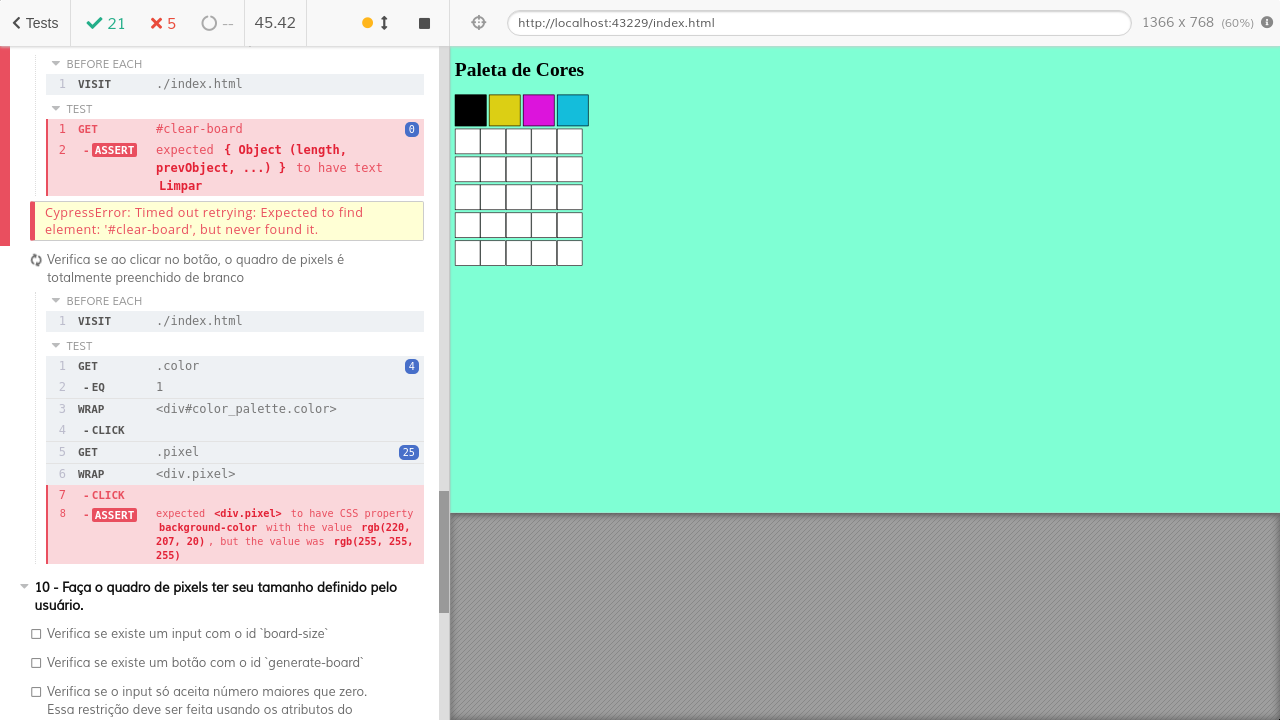 Tests 21 5 -- 45.42 http://localhost:43229/index.html 1366 x 768 (60%)
BEFORE EACH
1 VISIT ./index.html
TEST
1 GET #clear-board 0
2 - ASSERT expected { Object (length,
prevObject, ...) } to have text
Limpar
CypressError: Timed out retrying: Expected to find
element: '#clear-board', but never found it.
Verifica se ao clicar no botão, o quadro de pixels é
totalmente preenchido de branco
BEFORE EACH
1 VISIT ./index.html
TEST
1 GET .color 4
2 - EQ 1
3 WRAP <div#color_palette.color>
4 - CLICK
5 GET .pixel 25
6 WRAP <div.pixel>
7 - CLICK
8 - ASSERT expected <div.pixel> to have CSS property
background-color with the value rgb(220,
207, 20) , but the value was rgb(255, 255,
255)
10 - Faça o quadro de pixels ter seu tamanho definido pelo
usuário.
Verifica se existe um input com o id `board-size`
Verifica se existe um botão com o id `generate-board`
Verifica se o input só aceita número maiores que zero.
Essa restrição deve ser feita usando os atributos do
Paleta de Cores